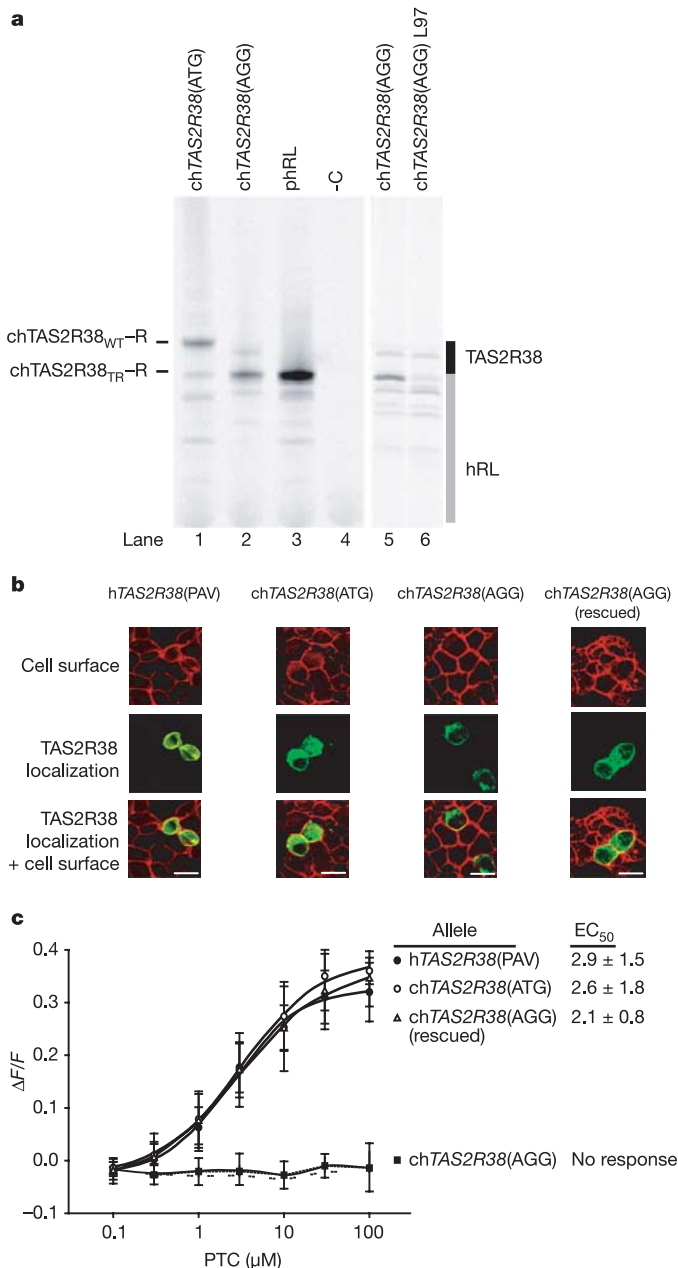 a
chTAS2R38(ATG)
chTAS2R38(AGG)
phRL
-C
chTAS2R38(AGG)
chTAS2R38(AGG) L97
chTAS2R38WT–R
chTAS2R38TR–R
TAS2R38
hRL
Lane 1 2 3 4 5 6
b
hTAS2R38(PAV) chTAS2R38(ATG) chTAS2R38(AGG) chTAS2R38(AGG)
(rescued)
Cell surface
TAS2R38
localization
TAS2R38
localization
+ cell surface
c
Allele EC50
hTAS2R38(PAV) 2.9 ± 1.5
chTAS2R38(ATG) 2.6 ± 1.8
chTAS2R38(AGG) 2.1 ± 0.8
(rescued)
chTAS2R38(AGG) No response
ΔF/F
0.4
0.3
0.2
0.1
0.0
–0.1
0.1 1 10 100
PTC (µM)